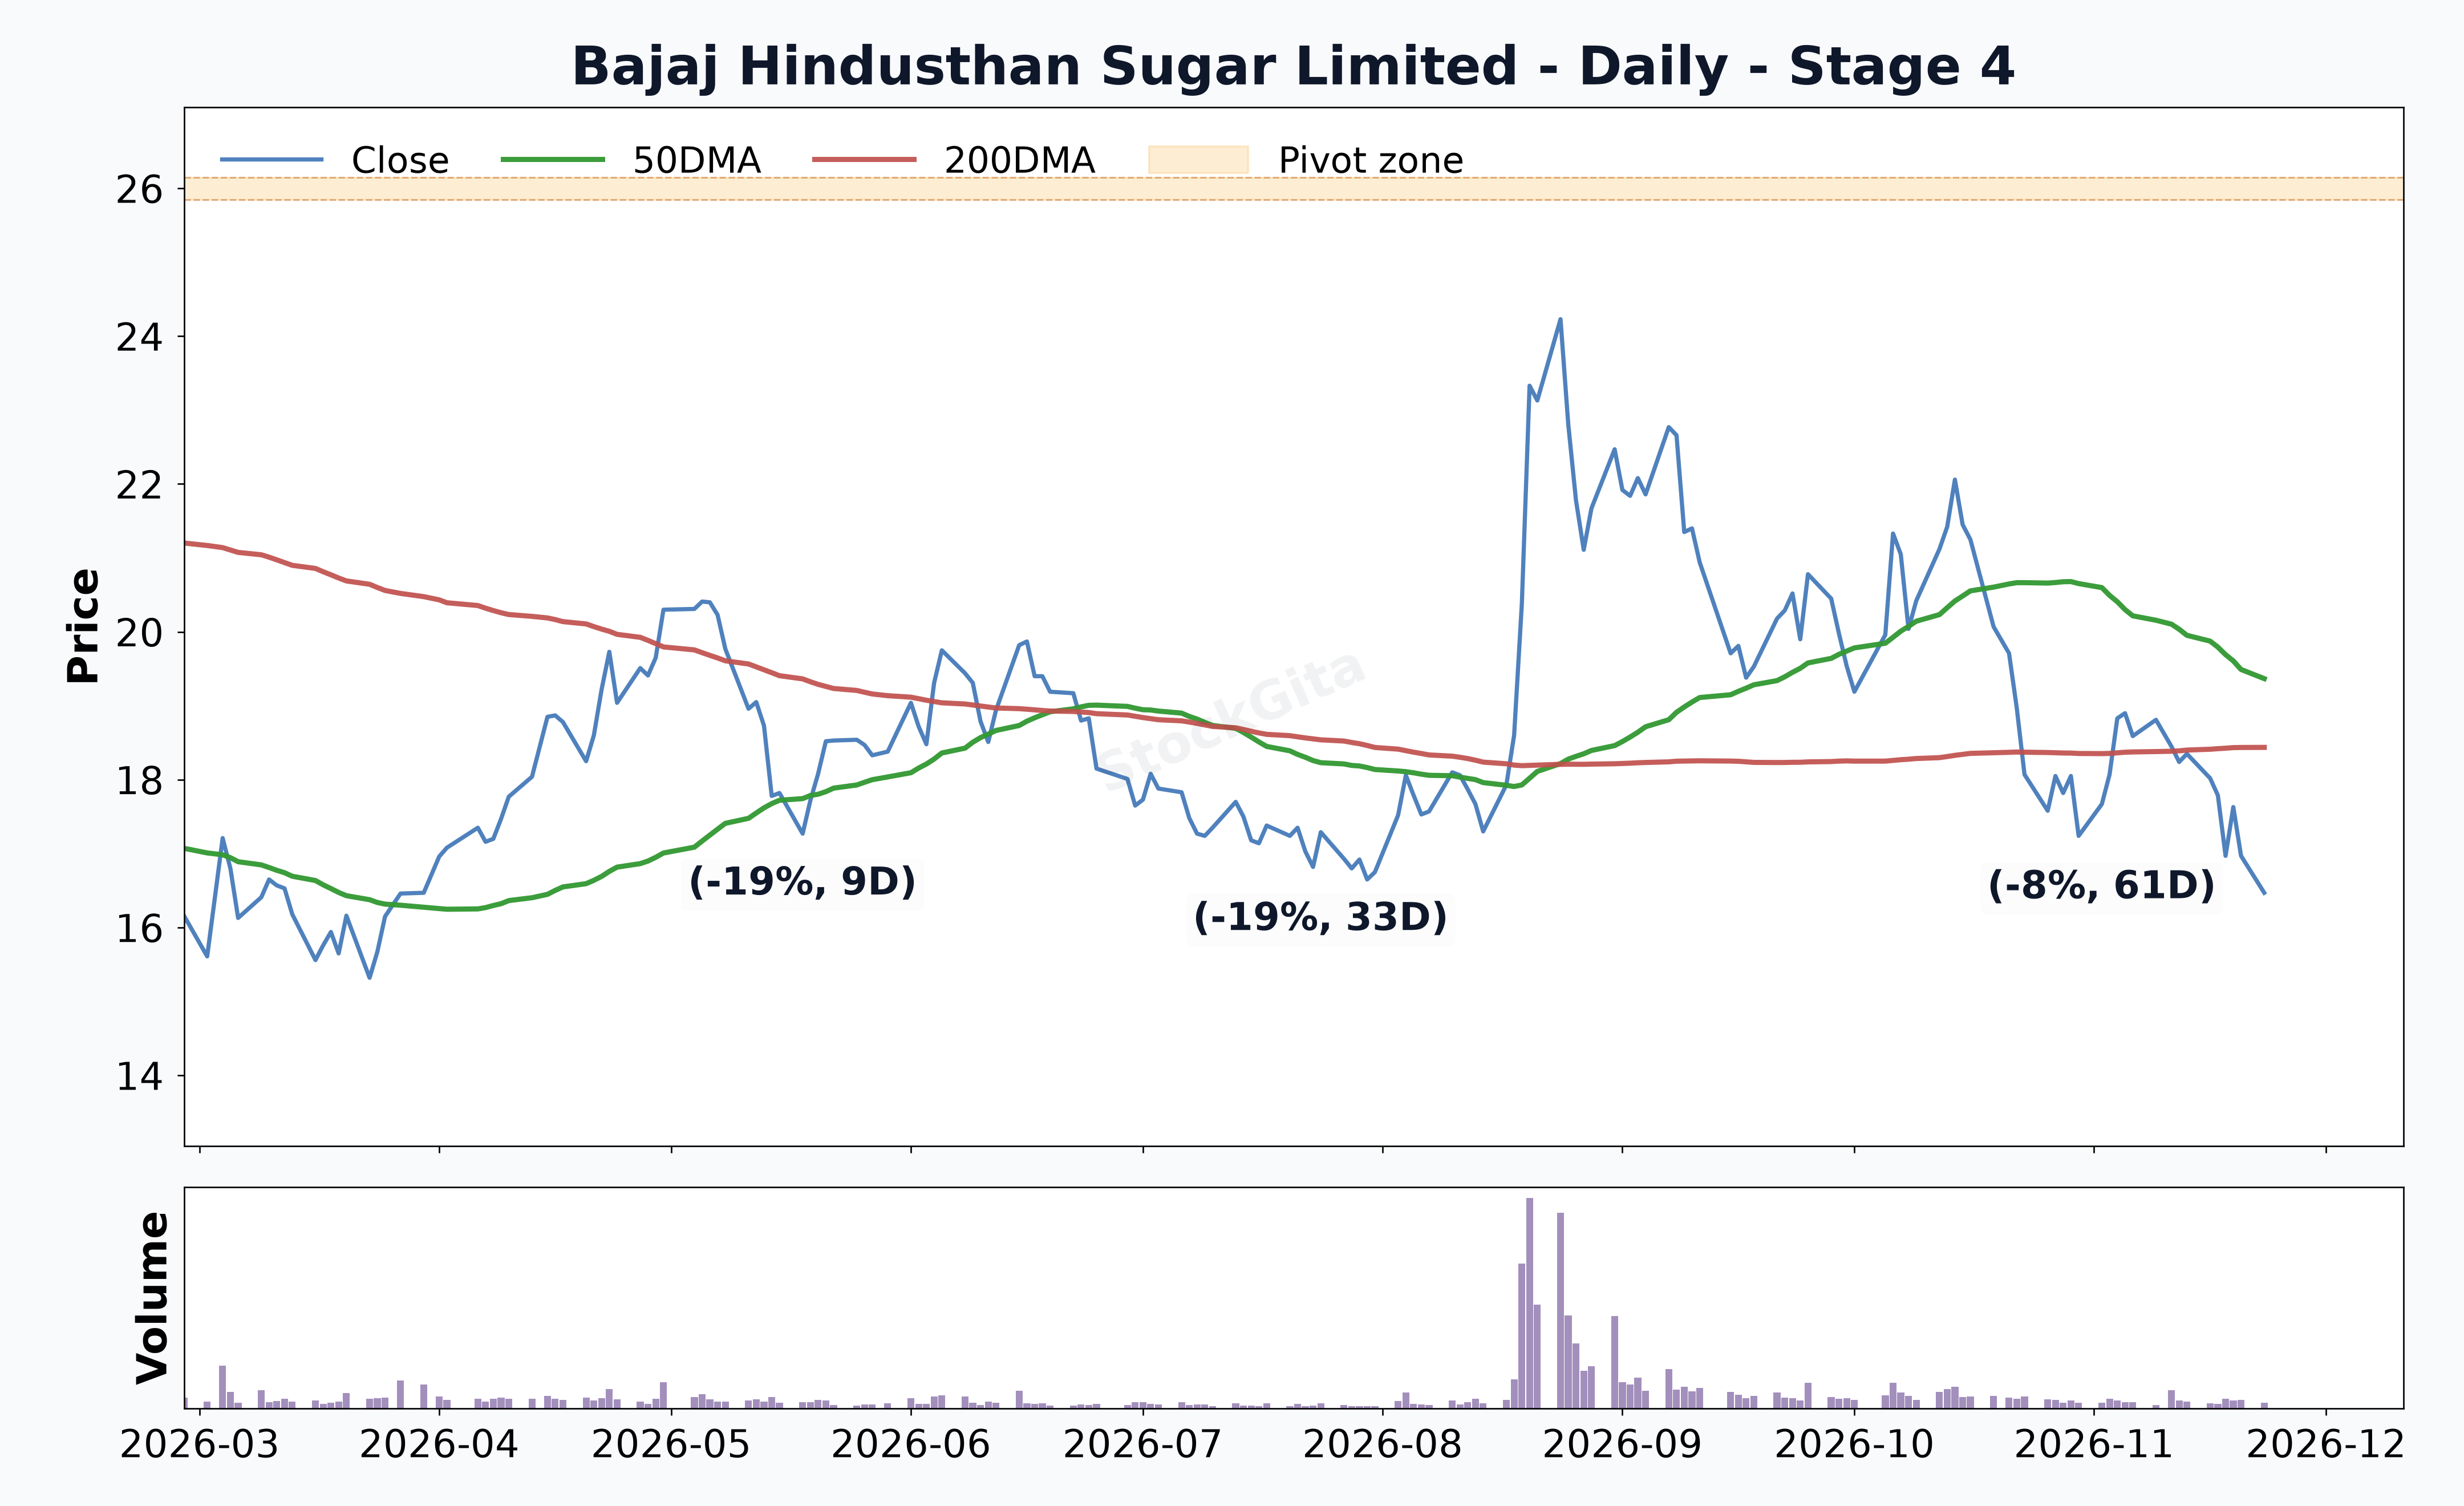 Bajaj Hindusthan Sugar Limited - Daily - Stage 4
Close 50DMA 200DMA Pivot zone
26
24
22
20
18
16
14
Price
StockGita
(-19%, 9D)
(-19%, 33D)
(-8%, 61D)
Volume
2026-03 2026-04 2026-05 2026-06 2026-07 2026-08 2026-09 2026-10 2026-11 2026-12